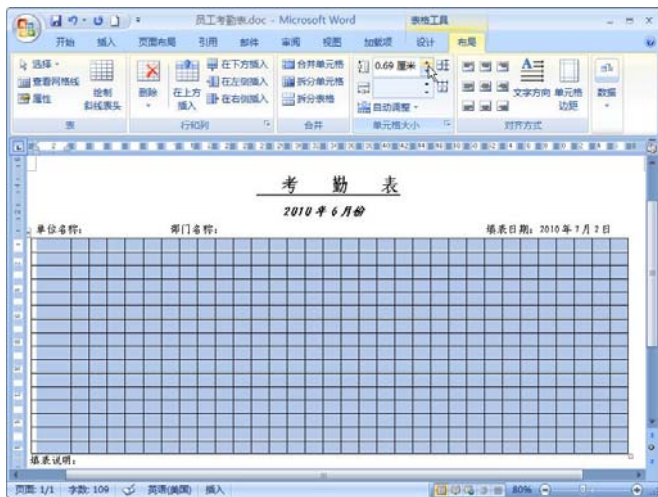 员工考勤表.doc - Microsoft Word
表格工具
开始 插入 页面布局 引用 邮件 审阅 视图 加载项 设计 布局
选择
查看网格线
属性
绘制
斜线表头
表
删除
在上方
插入
在下方插入
在左侧插入
在右侧插入
行和列
合并单元格
拆分单元格
拆分表格
合并
0.69 厘米
自动调整
单元格大小
文字方向
单元格
边距
对齐方式
数据
考 勤 表
2010 年 6 月份
单位名称: 部门名称: 填表日期: 2010 年 7 月 2 日
填表说明:
页面: 1/1 字数: 109 英语(美国) 插入 80%